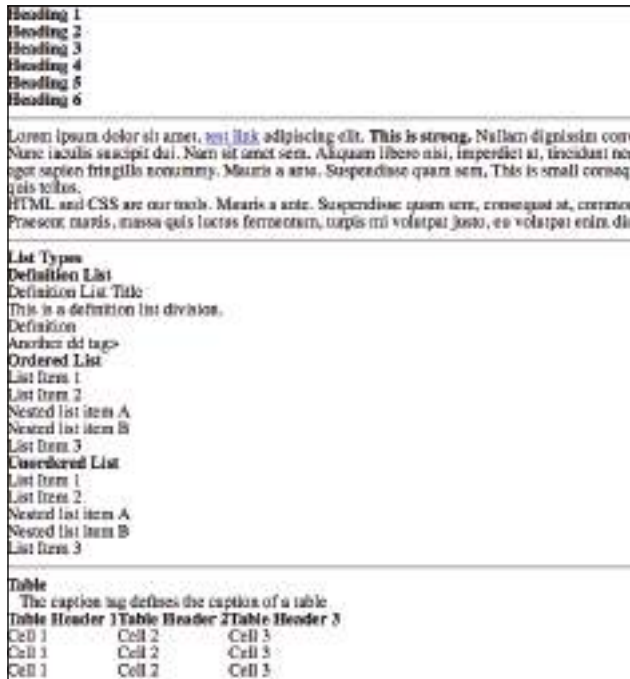 Heading 1
Heading 2
Heading 3
Heading 4
Heading 5
Heading 6
Lorem ipsum dolor sit amet, test link adipiscing elit. This is strong. Nullam dignissim conv
Nunc iaculis suscipit dui. Nam sit amet sem. Aliquam libero nisi, imperdiet at, tincidunt nec
eget sapien fringilla nonummy. Mauris a ante. Suspendisse quam sem, This is small conseq
quis tellus.
HTML and CSS are our tools. Mauris a ante. Suspendisse quam sem, consequat at, commod
Praesent mattis, massa quis luctus fermentum, turpis mi volutpat justo, eu volutpat enim di
List Types
Definition List
Definition List Title
This is a definition list division.
Definition
Another dd tag>
Ordered List
List Item 1
List Item 2
Nested list item A
Nested list item B
List Item 3
Unordered List
List Item 1
List Item 2
Nested list item A
Nested list item B
List Item 3
Table
The caption tag defines the caption of a table
Table Header 1Table Header 2Table Header 3
Cell 1 Cell 2 Cell 3
Cell 1 Cell 2 Cell 3
Cell 1 Cell 2 Cell 3